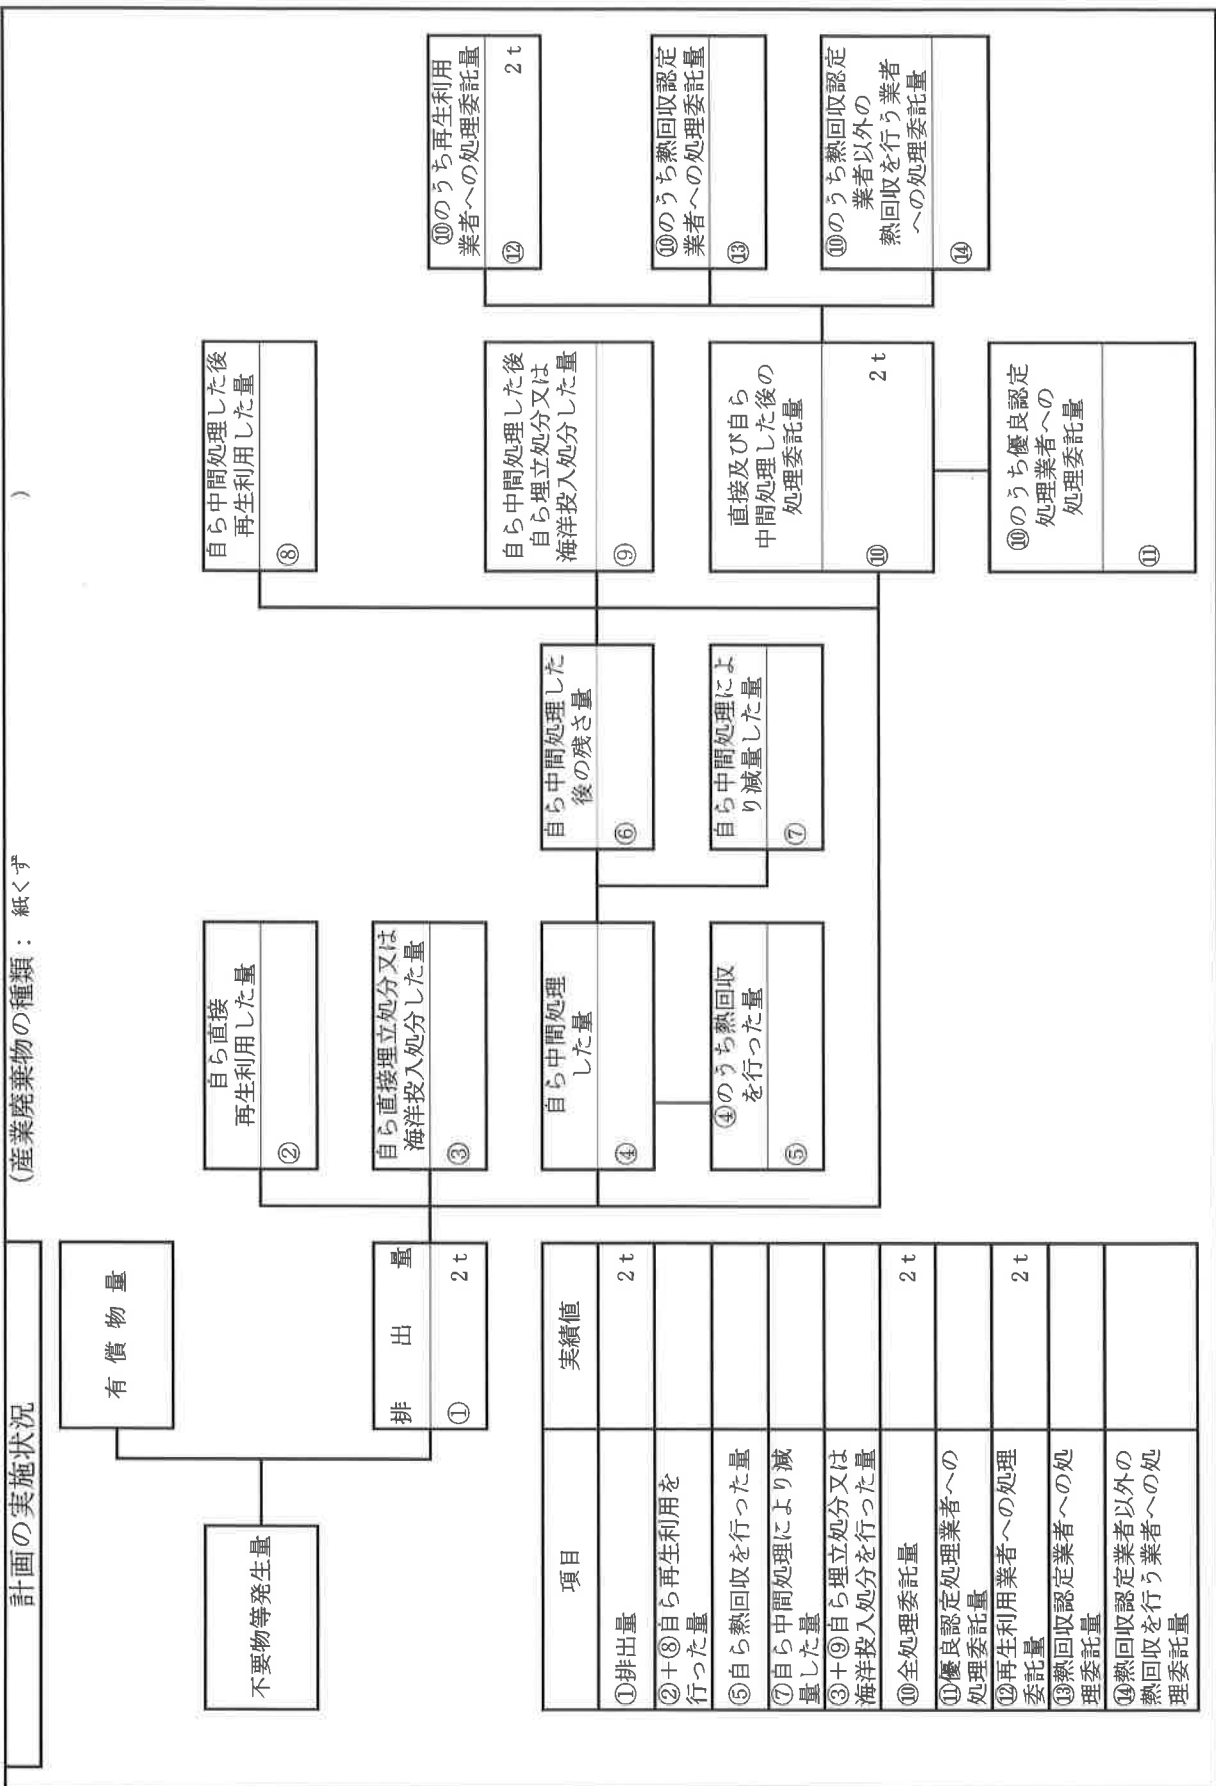 計画の実施状況
(産業廃棄物の種類： 紙くず )
不要物等発生量
有償物量
排出量
① 2ｔ
自ら直接
再生利用した量
②
自ら直接埋立処分又は
海洋投入処分した量
③
自ら中間処理
した量
④
④のうち熱回収
を行った量
⑤
自ら中間処理した
後の残さ量
⑥
自ら中間処理によ
り減量した量
⑦
自ら中間処理した後
再生利用した量
⑧
自ら中間処理した後
自ら埋立処分又は
海洋投入処分した量
⑨
直接及び自ら
中間処理した後の
処理委託量
⑩ 2ｔ
⑩のうち優良認定
処理業者への
処理委託量
⑪
⑩のうち再生利用
業者への処理委託量
⑫ 2ｔ
⑩のうち熱回収認定
業者への処理委託量
⑬
⑩のうち熱回収認定
業者以外の
熱回収を行う業者
への処理委託量
⑭
項目 実績値
①排出量 2ｔ
②＋⑧自ら再生利用を
行った量
⑤自ら熱回収を行った量
⑦自ら中間処理により減
量した量
③＋⑨自ら埋立処分又は
海洋投入処分を行った量
⑩全処理委託量 2ｔ
⑪優良認定処理業者への
処理委託量
⑫再生利用業者への処理
委託量 2ｔ
⑬熱回収認定業者への処
理委託量
⑭熱回収認定業者以外の
熱回収を行う業者への処
理委託量